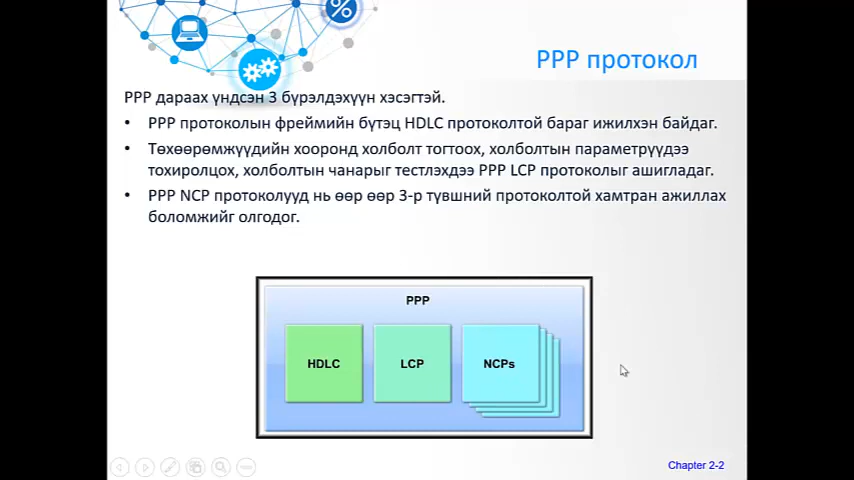 PPP протокол
PPP дараах үндсэн 3 бүрэлдэхүүн хэсэгтэй.
• PPP протоколын фреймийн бүтэц HDLC протоколтой бараг ижилхэн байдаг.
• Төхөөрөмжүүдийн хооронд холболт тогтоох, холболтын параметрүүдээ
тохиролцох, холболтын чанарыг тестлэхдээ PPP LCP протоколыг ашигладаг.
• PPP NCP протоколууд нь өөр өөр 3-р түвшний протоколтой хамтран ажиллах
боломжийг олгодог.
PPP
HDLC
LCP
NCPs
Chapter 2-2